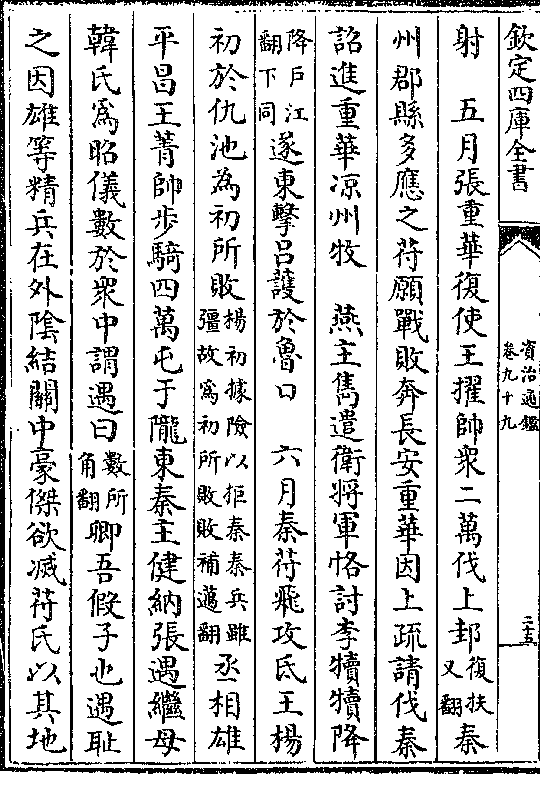 欽定四庫全書
資治通鑑
卷九十九
二十五
射　五月張重華復使王擢帥衆二萬伐上邽復扶又翻秦
州郡縣多應之苻願戰敗奔長安重華因上疏請伐秦
詔進重華凉州牧　燕主雋遣衛將軍恪討李犢犢降
降戶江翻下同遂東擊吕護於魯口　六月秦苻飛攻氐王楊
初於仇池為初所敗楊初據險以拒秦秦兵雖彊故為初所敗敗補邁翻丞相雄
平昌王菁帥步騎四萬屯于隴東秦主健納張遇繼母
韓氏為昭儀數於衆中謂遇曰數所角翻卿吾假子也遇耻
之因雄等精兵在外陰結關中豪傑欲滅苻氏以其地